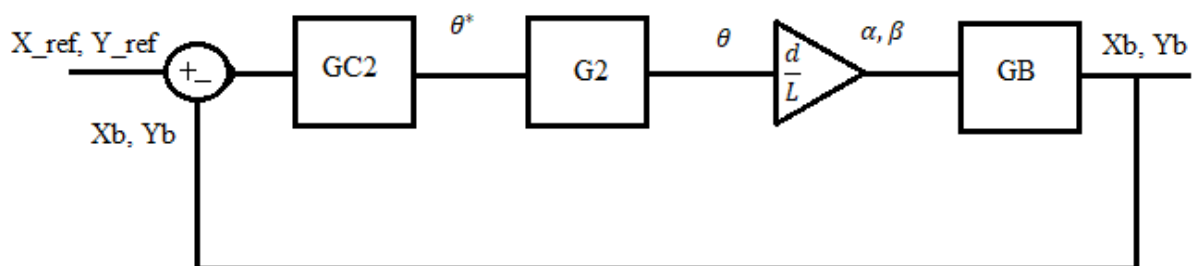 X_ref, Y_ref
+
_
GC2
θ*
G2
θ
d
L
α, β
GB
Xb, Yb
Xb, Yb